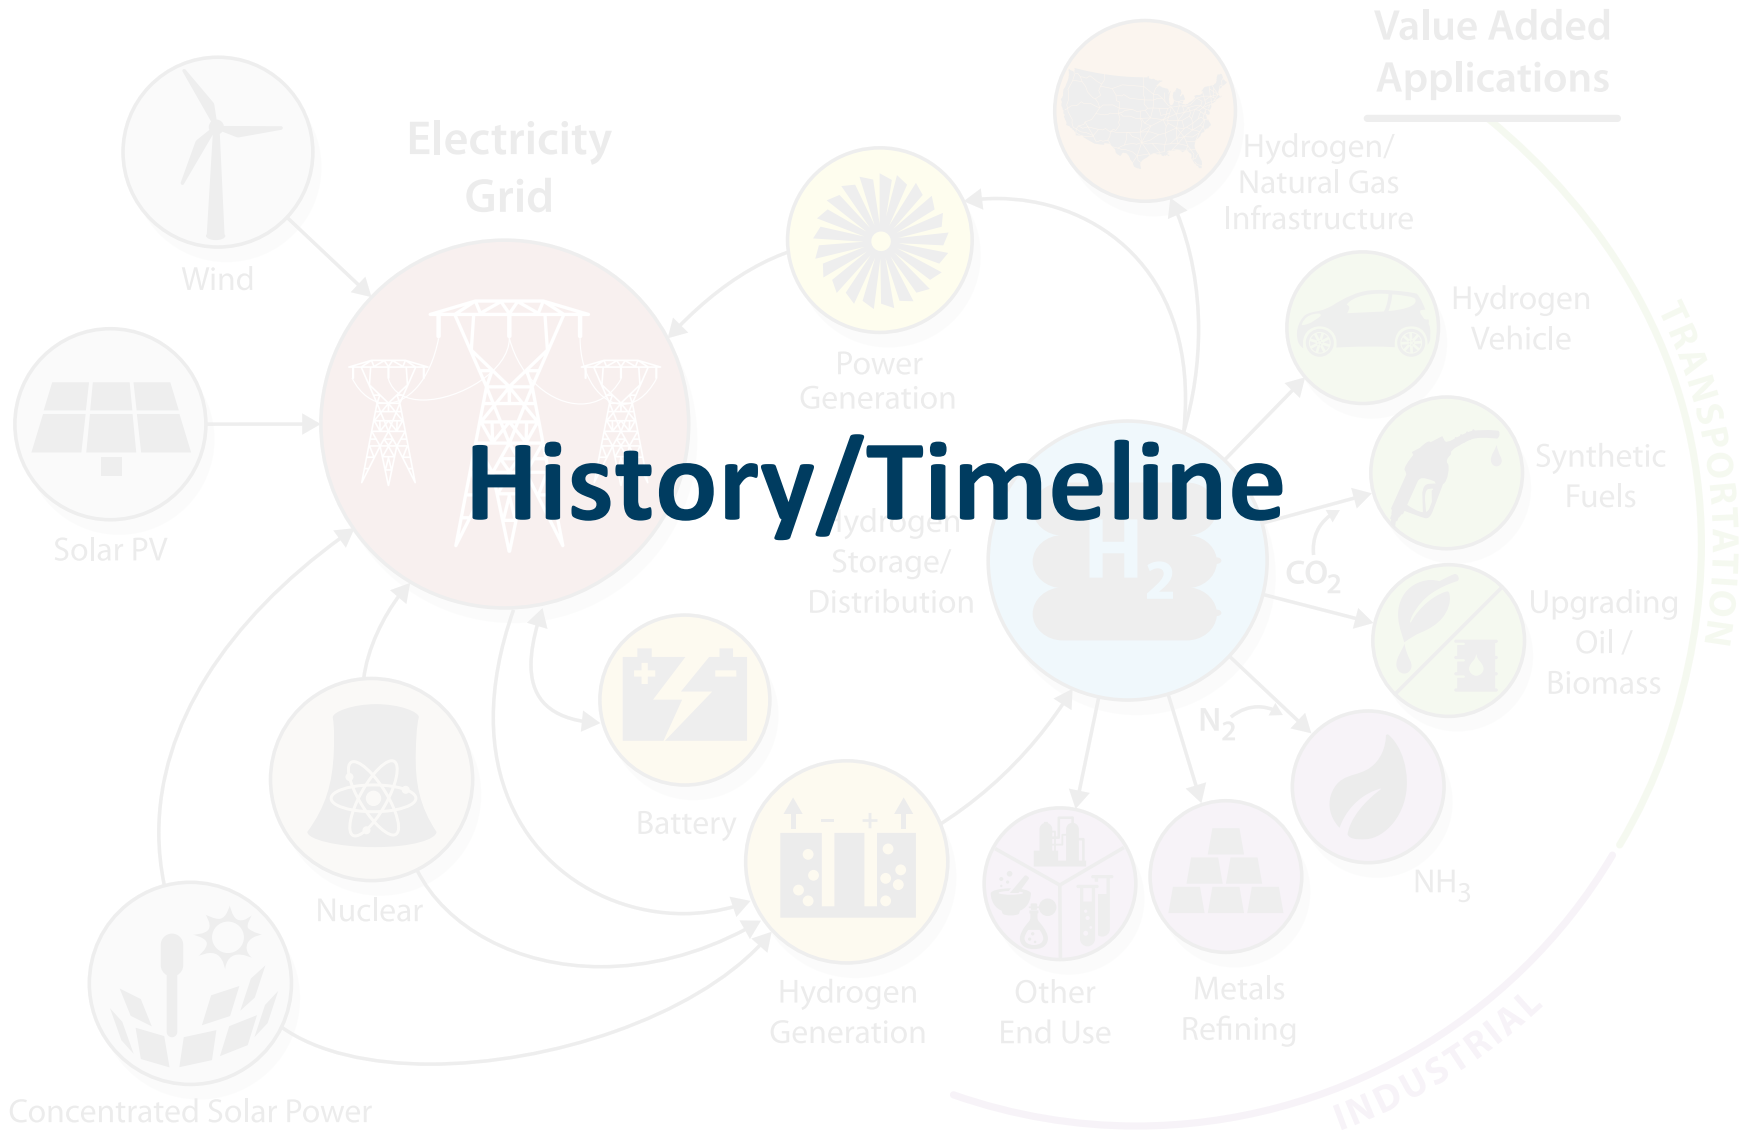 Value Added
Applications
Electricity
Grid
Hydrogen/
Natural Gas
Infrastructure
Wind
Hydrogen
Vehicle
TRANSPORTATION
Power
Generation
History/Timeline
Synthetic
Fuels
Solar PV
Hydrogen
Storage/
Distribution
H2
CO2
Upgrading
Oil /
Biomass
N2
+ -
Battery
- +
NH3
Nuclear
Hydrogen
Generation
Other
End Use
Metals
Refining
INDUSTRIAL
Concentrated Solar Power